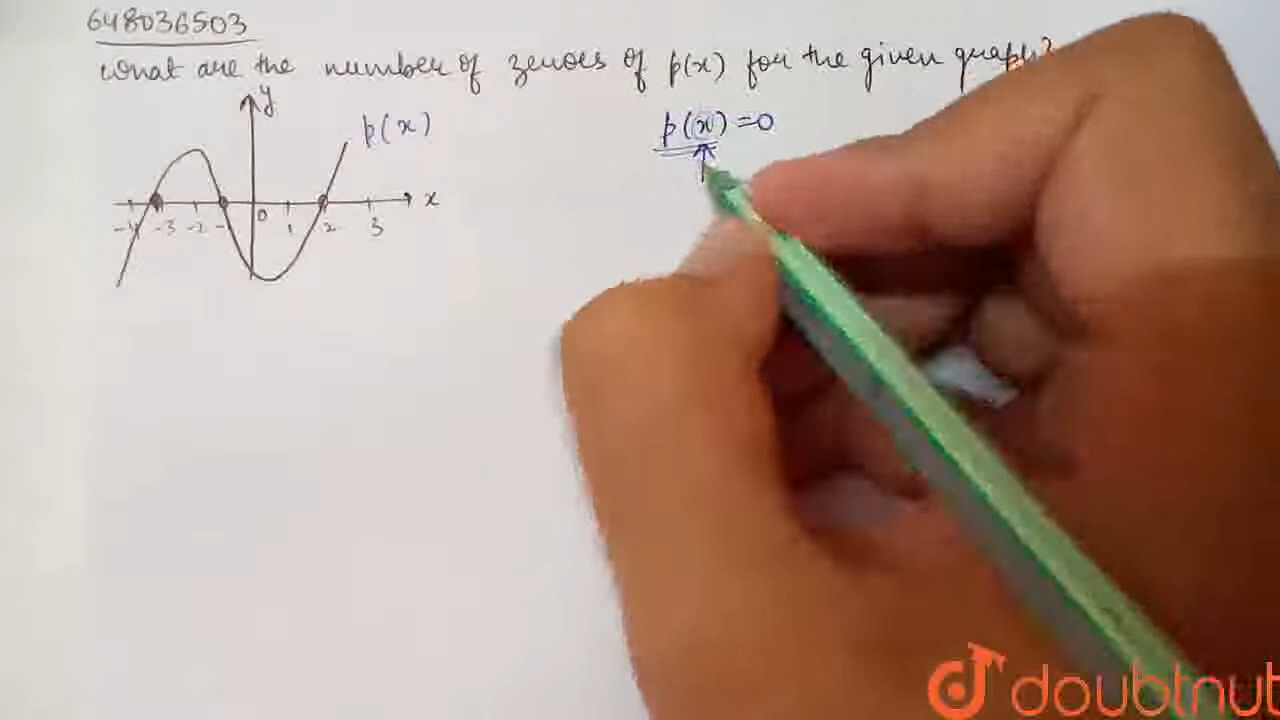 648036503
What are the number of zeroes of p(x) for the given graph?
y
p(x)
p(x) = 0
x
0
-4 -3 -2 - 1 2 3
doubtnut